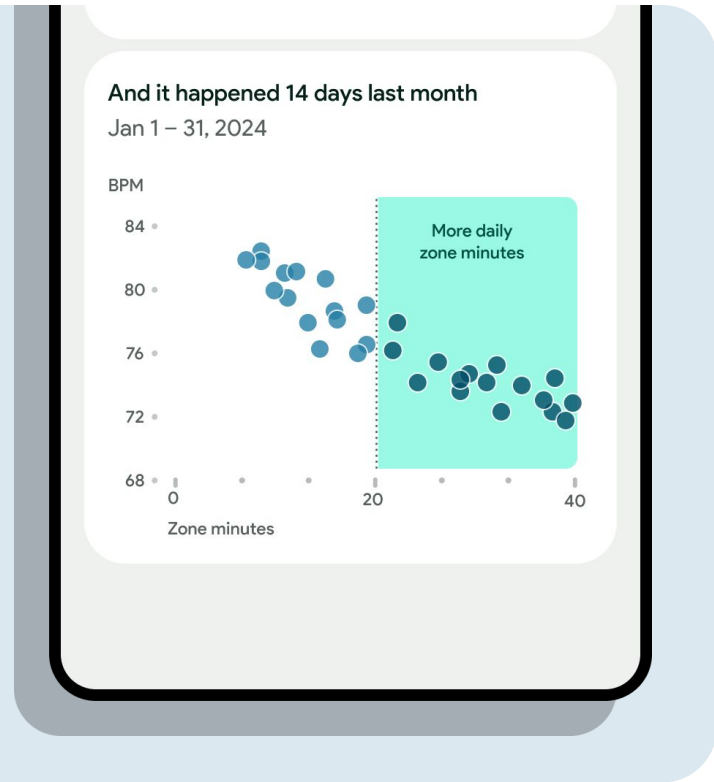 And it happened 14 days last month
Jan 1 – 31, 2024
BPM
84
More daily
zone minutes
80
76
72
68
0
20
40
Zone minutes